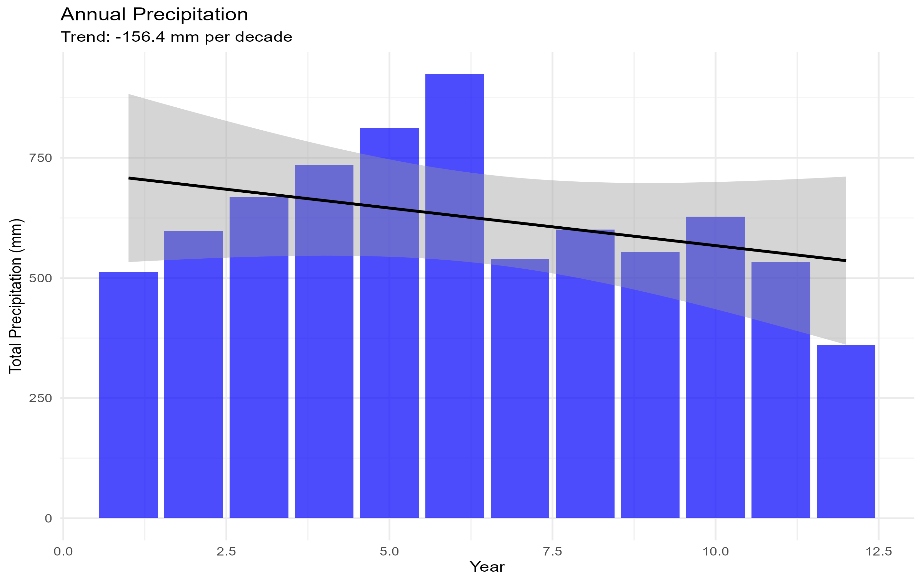 Annual Precipitation
Trend: -156.4 mm per decade
Total Precipitation (mm)
750
500
250
0
0.0 2.5 5.0 7.5 10.0 12.5
Year